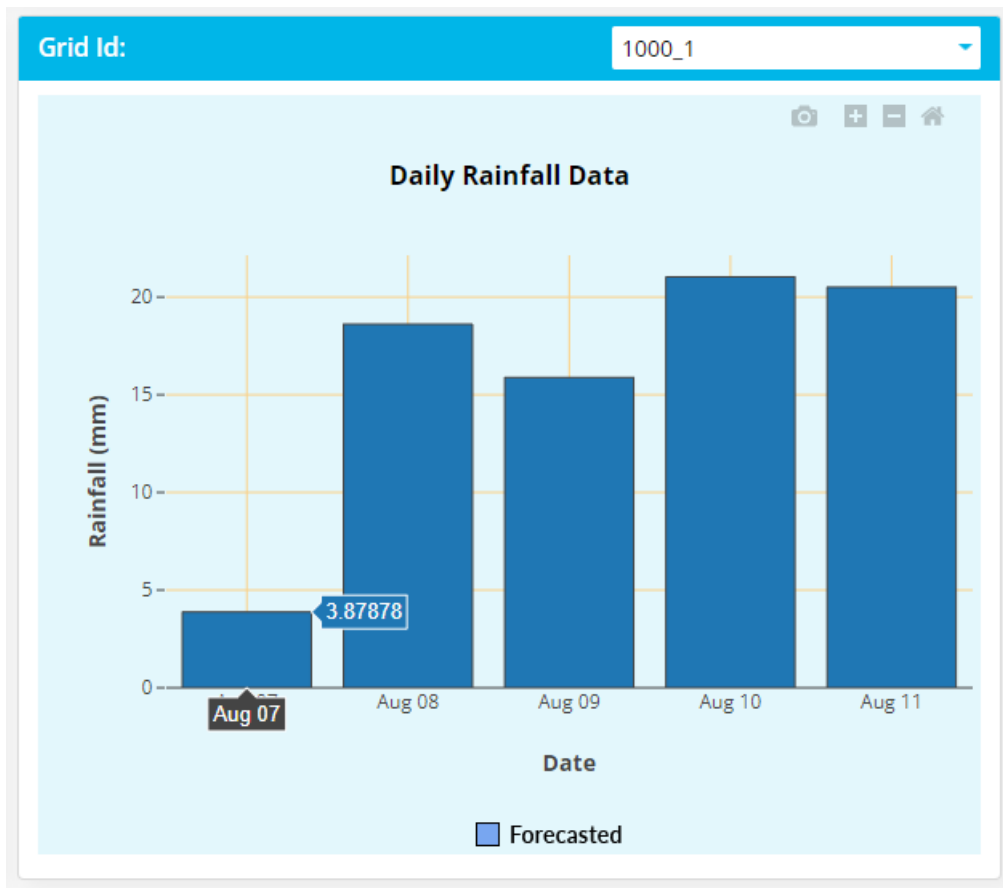 Grid Id:
1000_1
Daily Rainfall Data
Rainfall (mm)
20
15
10
5
0
3.87878
Aug 07
Aug 08
Aug 09
Aug 10
Aug 11
Date
Forecasted